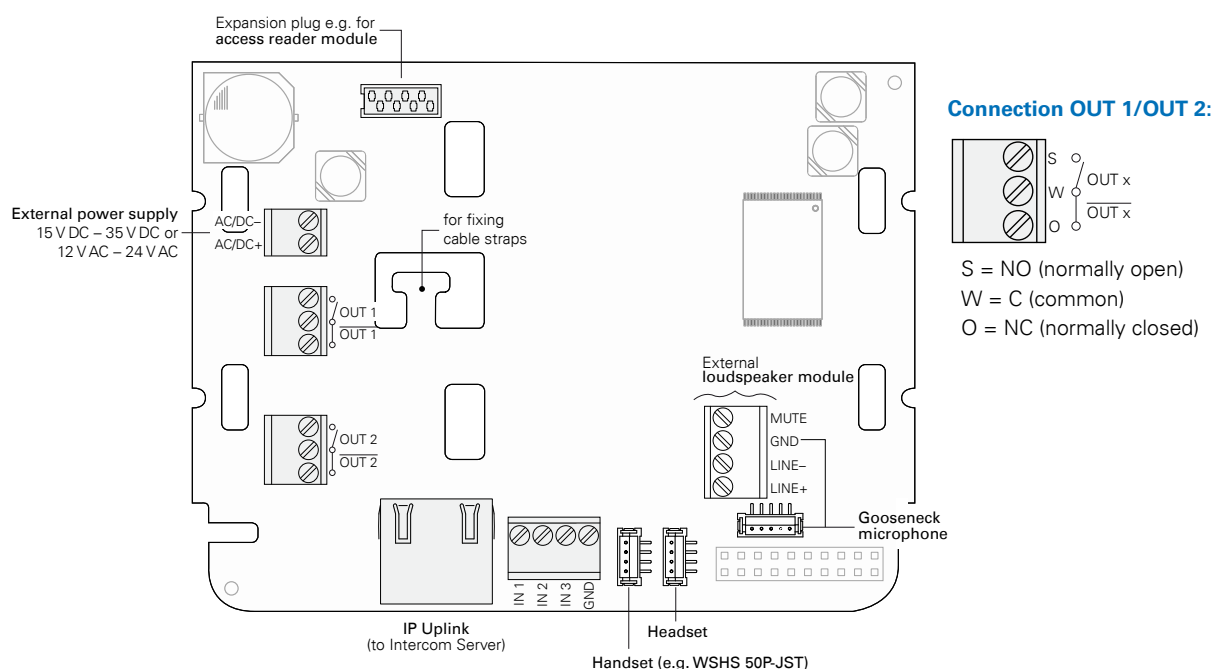 Expansion plug e.g. for
access reader module
External power supply
15 V DC – 35 V DC or
12 V AC – 24 V AC
AC/DC–
AC/DC+
for fixing
cable straps
OUT 1
OUT 1
OUT 2
OUT 2
External
loudspeaker module
MUTE
GND
LINE–
LINE+
Gooseneck
microphone
IN 1
IN 2
IN 3
GND
IP Uplink
(to Intercom Server)
Headset
Handset (e.g. WSHS 50P-JST)
Connection OUT 1/OUT 2:
S
W
O
OUT x
OUT x
S = NO (normally open)
W = C (common)
O = NC (normally closed)